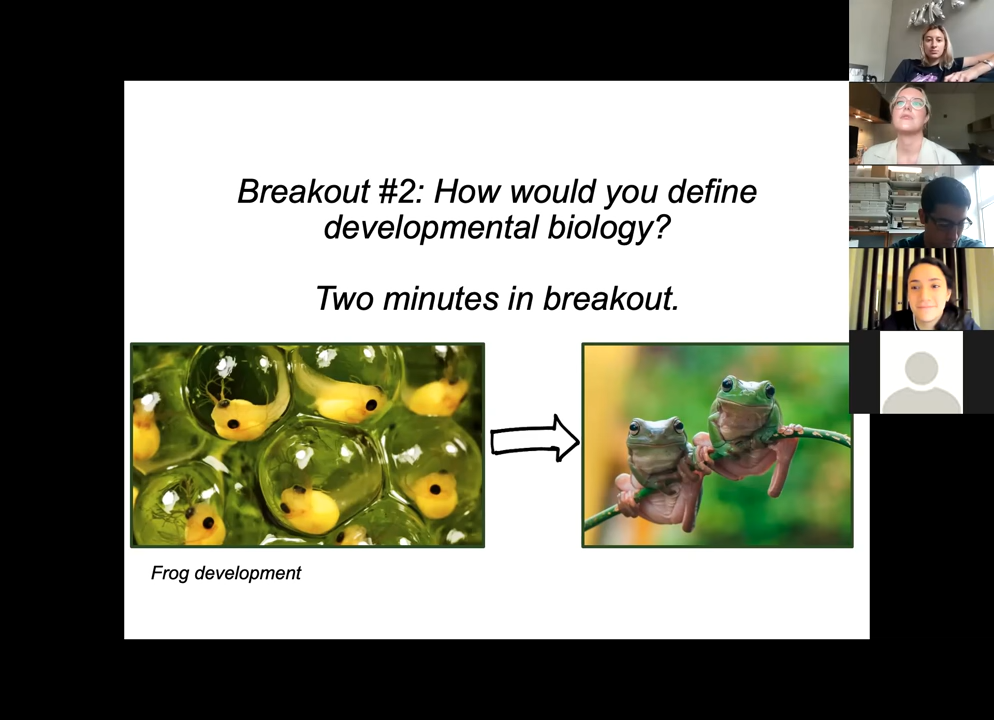 Breakout #2: How would you define
developmental biology?
Two minutes in breakout.
Frog development